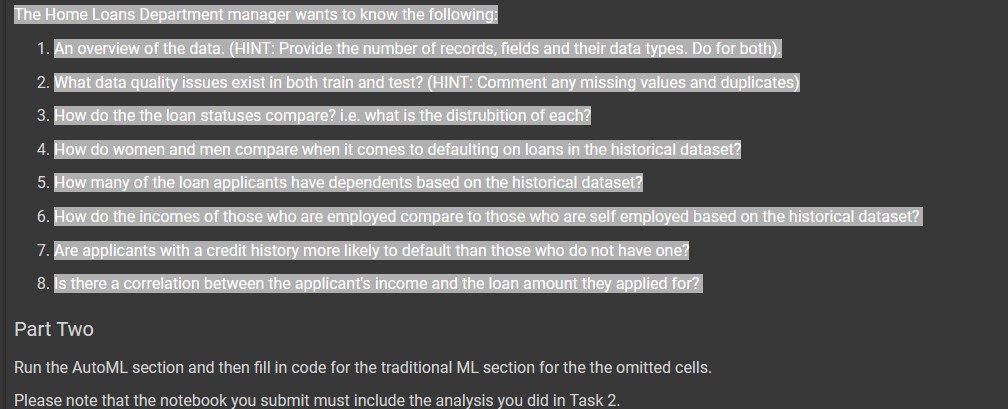 The Home Loans Department manager wants to know the following:
1. An overview of the data. (HINT: Provide the number of records, fields and their data types. Do for both).
2. What data quality issues exist in both train and test? (HINT: Comment any missing values and duplicates)
3. How do the the loan statuses compare? i.e. what is the distrubition of each?
4. How do women and men compare when it comes to defaulting on loans in the historical dataset?
5. How many of the loan applicants have dependents based on the historical dataset?
6. How do the incomes of those who are employed compare to those who are self employed based on the historical dataset?
7. Are applicants with a credit history more likely to default than those who do not have one?
8. Is there a correlation between the applicant's income and the loan amount they applied for?
Part Two
Run the AutoML section and then fill in code for the traditional ML section for the the omitted cells.
Please note that the notebook you submit must include the analysis you did in Task 2.